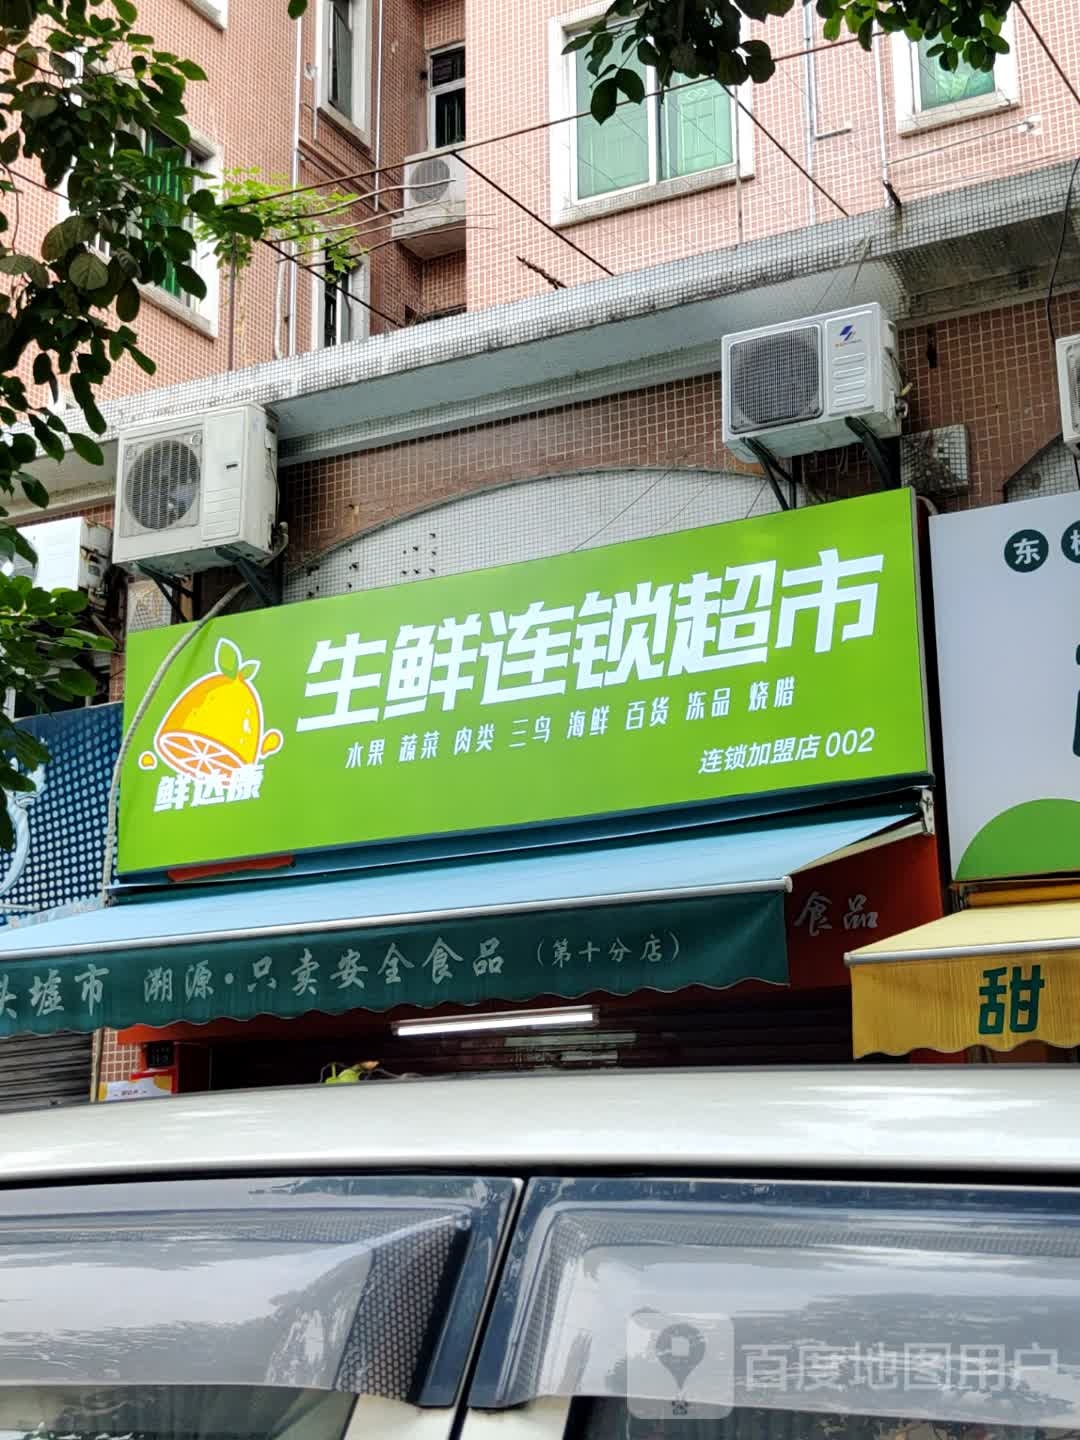 东
生鲜连锁超市
水果 蔬菜 肉类 三鸟 海鲜 百货 冻品 烧腊
鲜达康
连锁加盟店 002
食品
头墟市 溯源·只卖安全食品（第十分店）
甜
百度地图用户